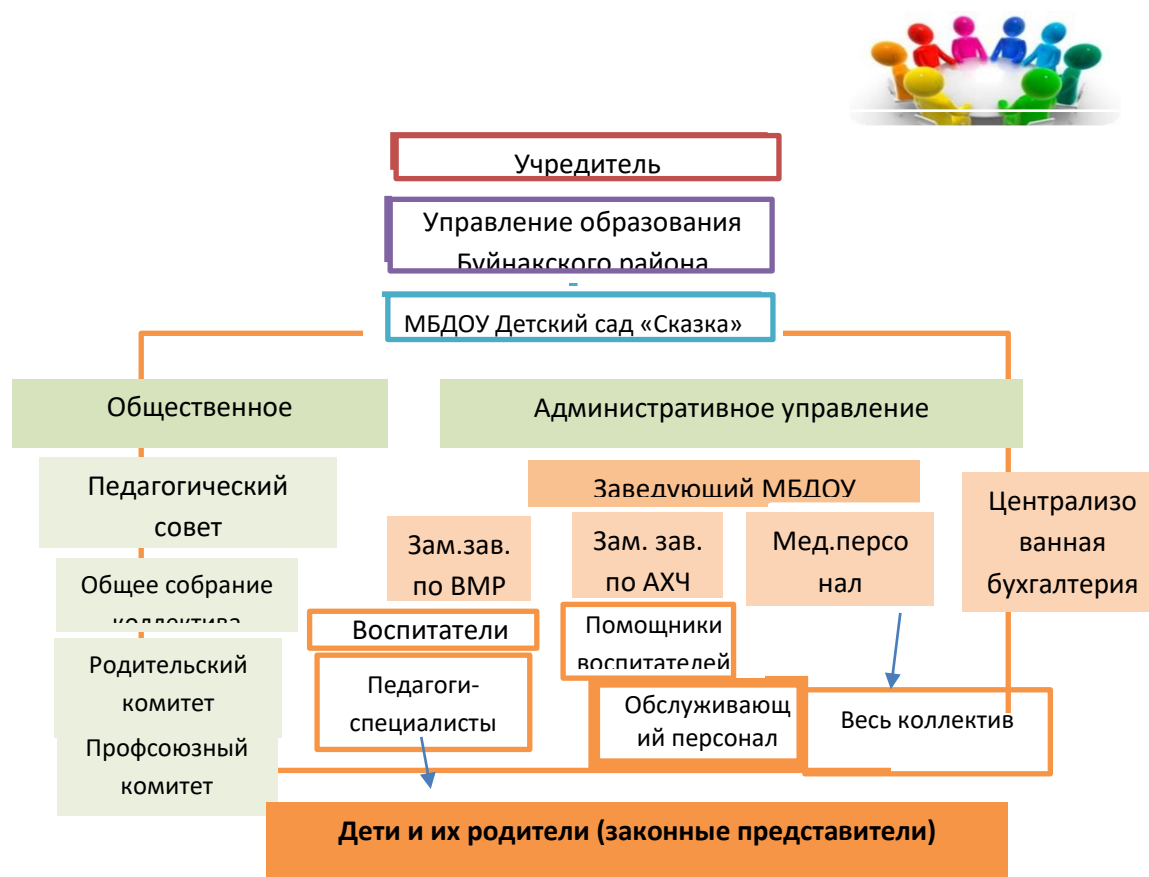 Учредитель
Управление образования
Буйнакского района
МБДОУ Детский сад «Сказка»
Общественное
Административное управление
Педагогический
совет
Общее собрание
коллектива
Родительский
комитет
Профсоюзный
комитет
Заведующий МБДОУ
Зам.зав.
по ВМР
Зам. зав.
по АХЧ
Мед.персо
нал
Централизо
ванная
бухгалтерия
Воспитатели
Педагоги-
специалисты
Помощники
воспитателей
Обслуживающ
ий персонал
Весь коллектив
Дети и их родители (законные представители)